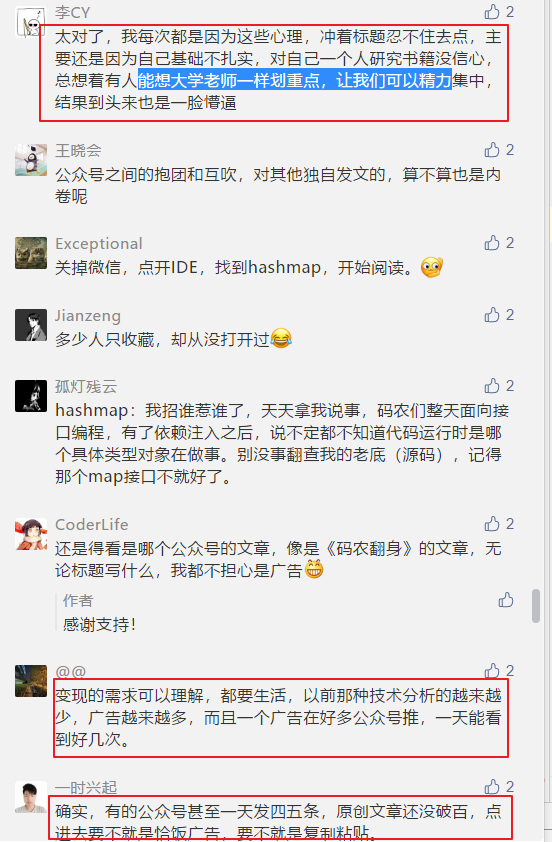 李CY
2
太对了，我每次都是因为这些心理，冲着标题忍不住去点，主
要还是因为自己基础不扎实，对自己一个人研究书籍没信心，
总想着有人能想大学老师一样划重点，让我们可以精力集中，
结果到头来也是一脸懵逼
王晓会
2
公众号之间的抱团和互吹，对其他独自发文的，算不算也是内
卷呢
Exceptional
2
关掉微信，点开IDE，找到hashmap，开始阅读。
Jianzeng
2
多少人只收藏，却从没打开过😂
孤灯残云
2
hashmap：我招谁惹谁了，天天拿我说事，码农们整天面向接
口编程，有了依赖注入之后，说不定都不知道代码运行时是哪
个具体类型对象在做事。别没事翻查我的老底（源码），记得
那个map接口不就好了。
CoderLife
2
还是得看是哪个公众号的文章，像是《码农翻身》的文章，无
论标题写什么，我都不担心是广告😁
作者
感谢支持！
@@
2
变现的需求可以理解，都要生活，以前那种技术分析的越来越
少，广告越来越多，而且一个广告在好多公众号推，一天能看
到好几次。
一时兴起
2
确实，有的公众号甚至一天发四五条，原创文章还没破百，点
进去要不就是恰饭广告，要不就是复制粘贴。